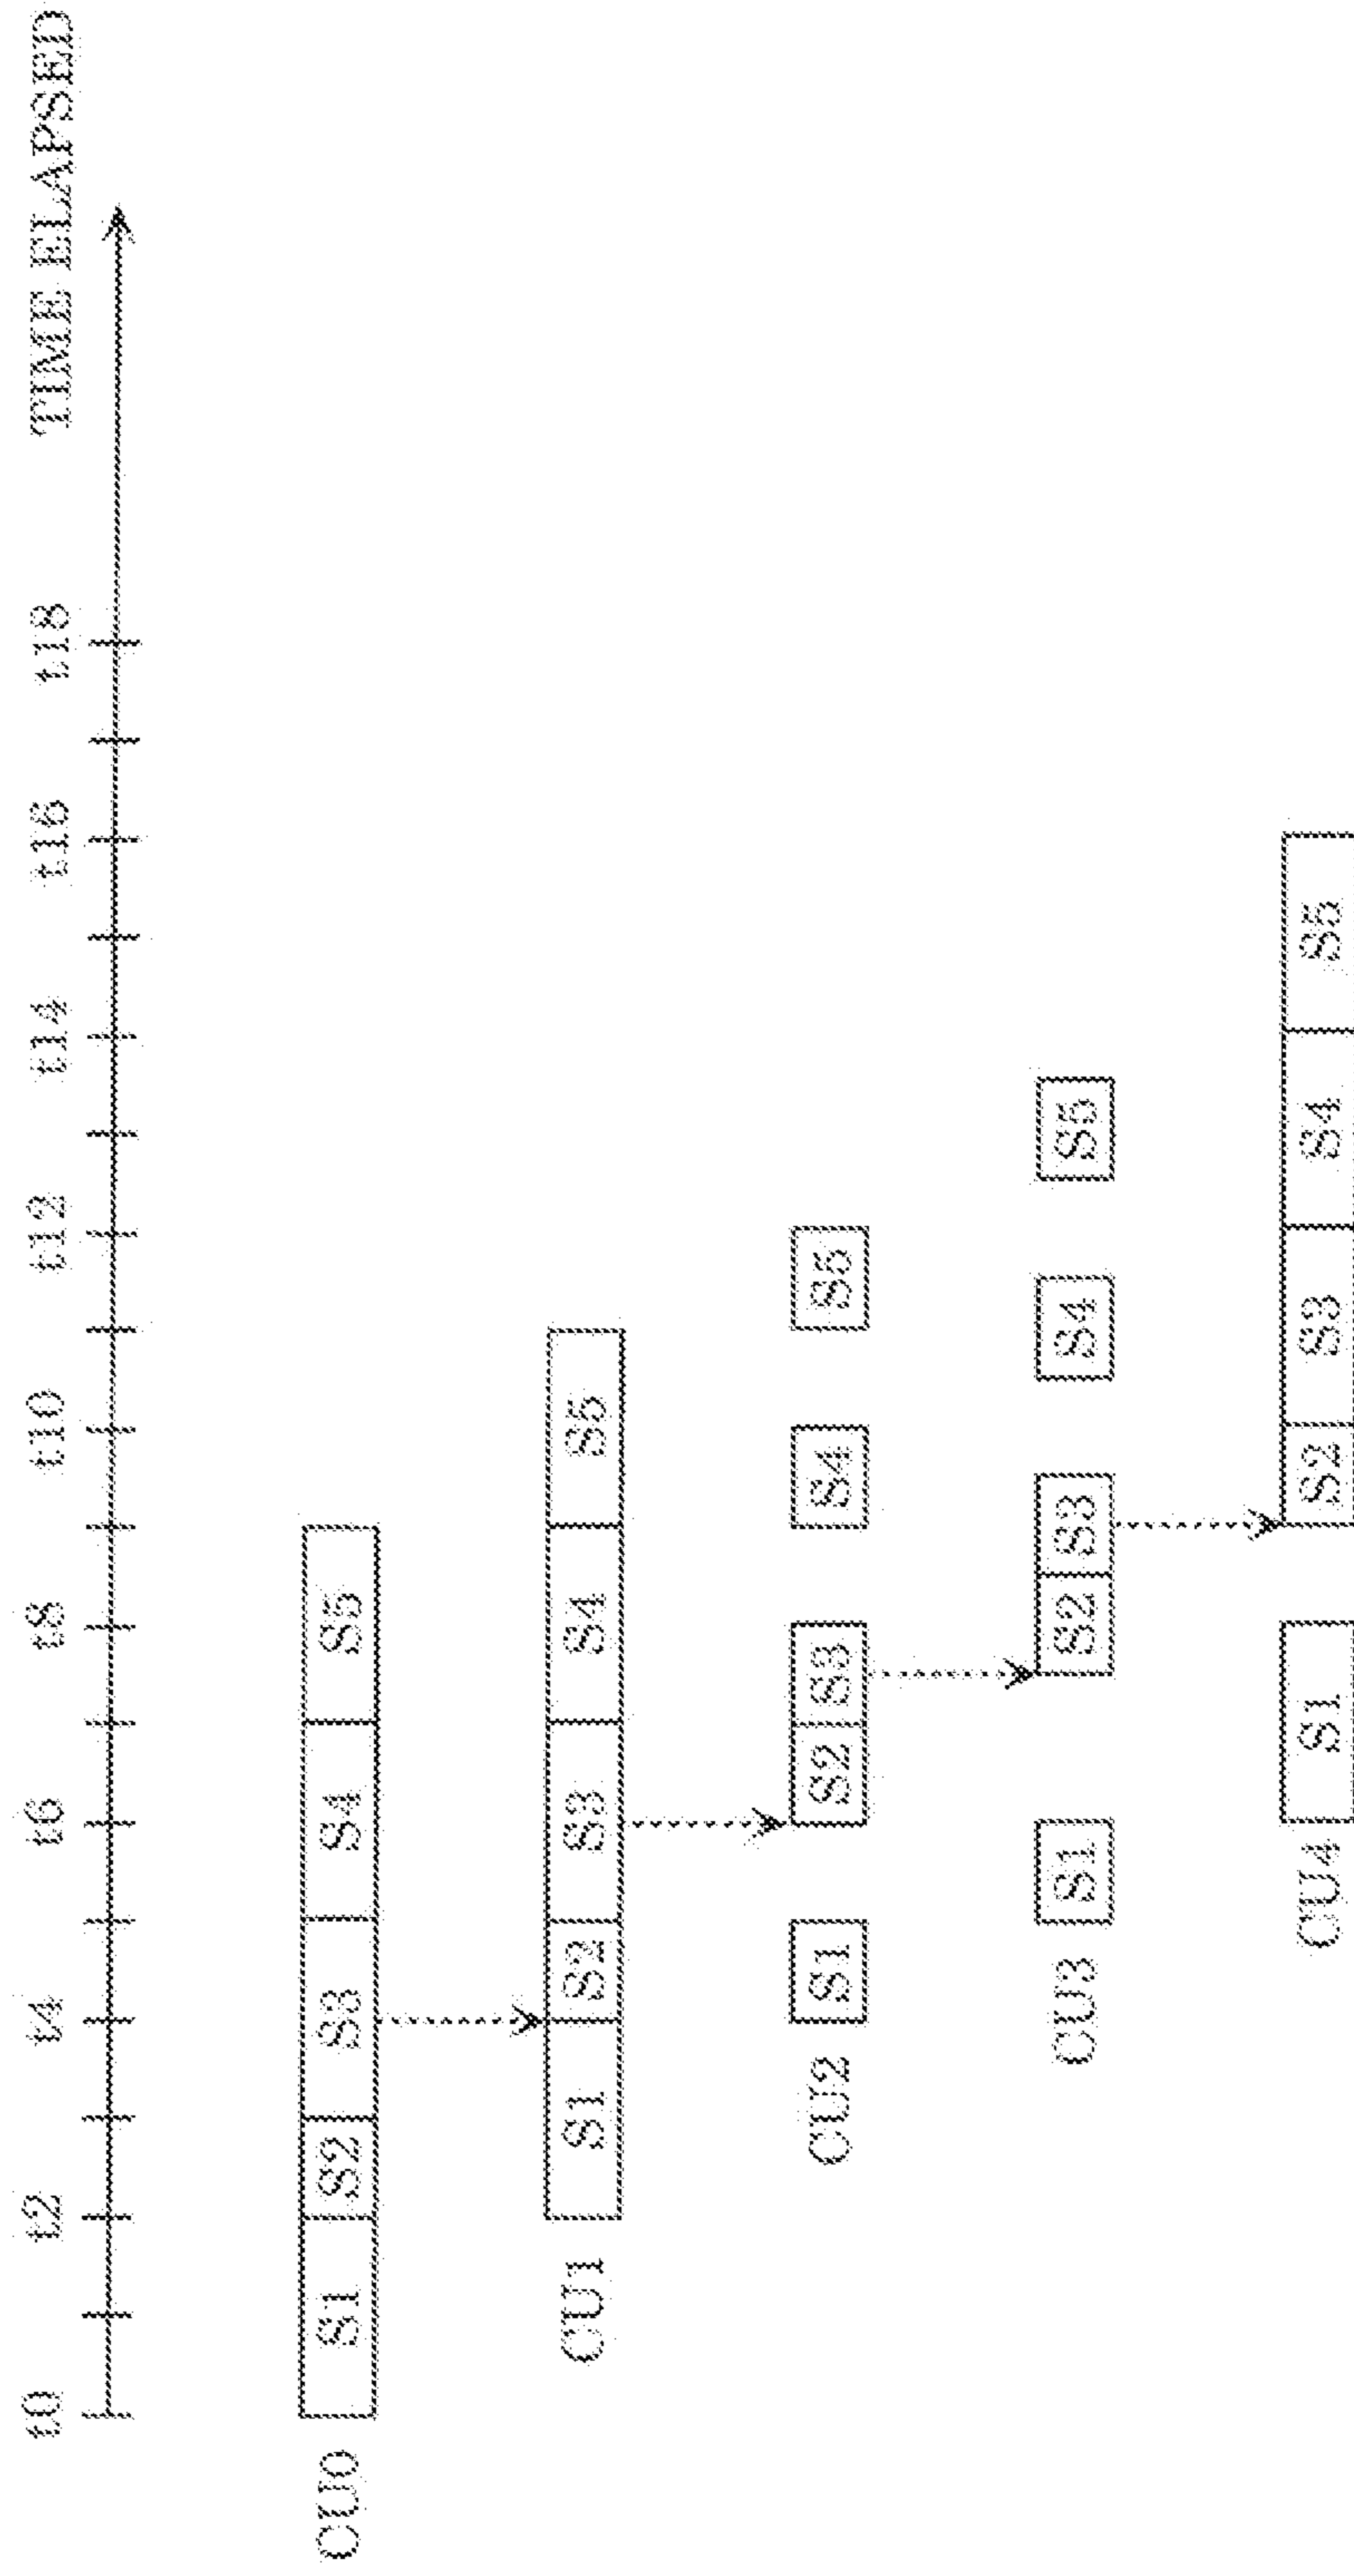 TIME ELAPSED
t0 t2 t4 t6 t8 t10 t12 t14 t16 t18
CU0 S1 S2 S3 S4 S5
CU1 S1 S2 S3 S4 S5
CU2 S1 S2 S3 S4 S5
CU3 S1 S2 S3 S4 S5
CU4 S1 S2 S3 S4 S5